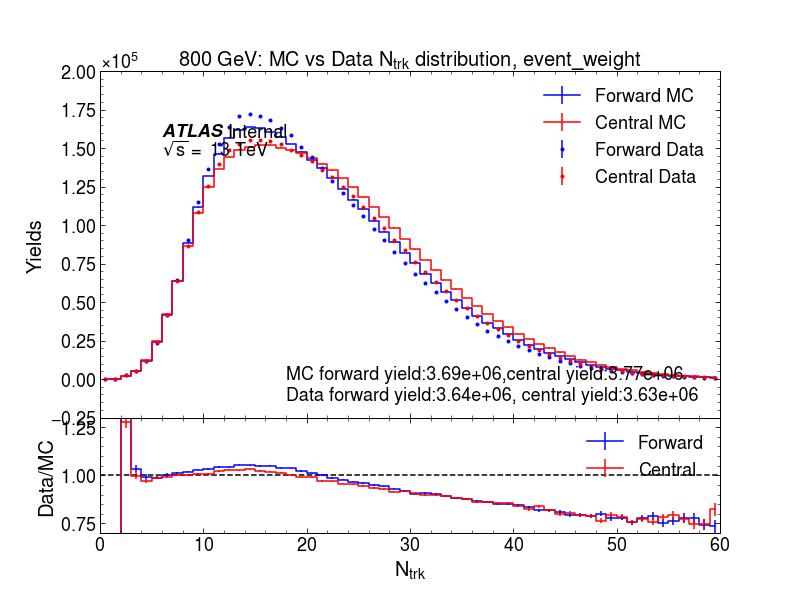 ×10⁵
800 GeV: MC vs Data Ntrk distribution, event_weight
2.00
1.75
1.50
1.25
1.00
0.75
0.50
0.25
0.00
−0.25
Yields
ATLAS Internal
√s = 13 TeV
Forward MC
Central MC
Forward Data
Central Data
MC forward yield:3.69e+06,central yield:3.77e+06
Data forward yield:3.64e+06, central yield:3.63e+06
1.25
1.00
0.75
Data/MC
Forward
Central
0 10 20 30 40 50 60
Ntrk